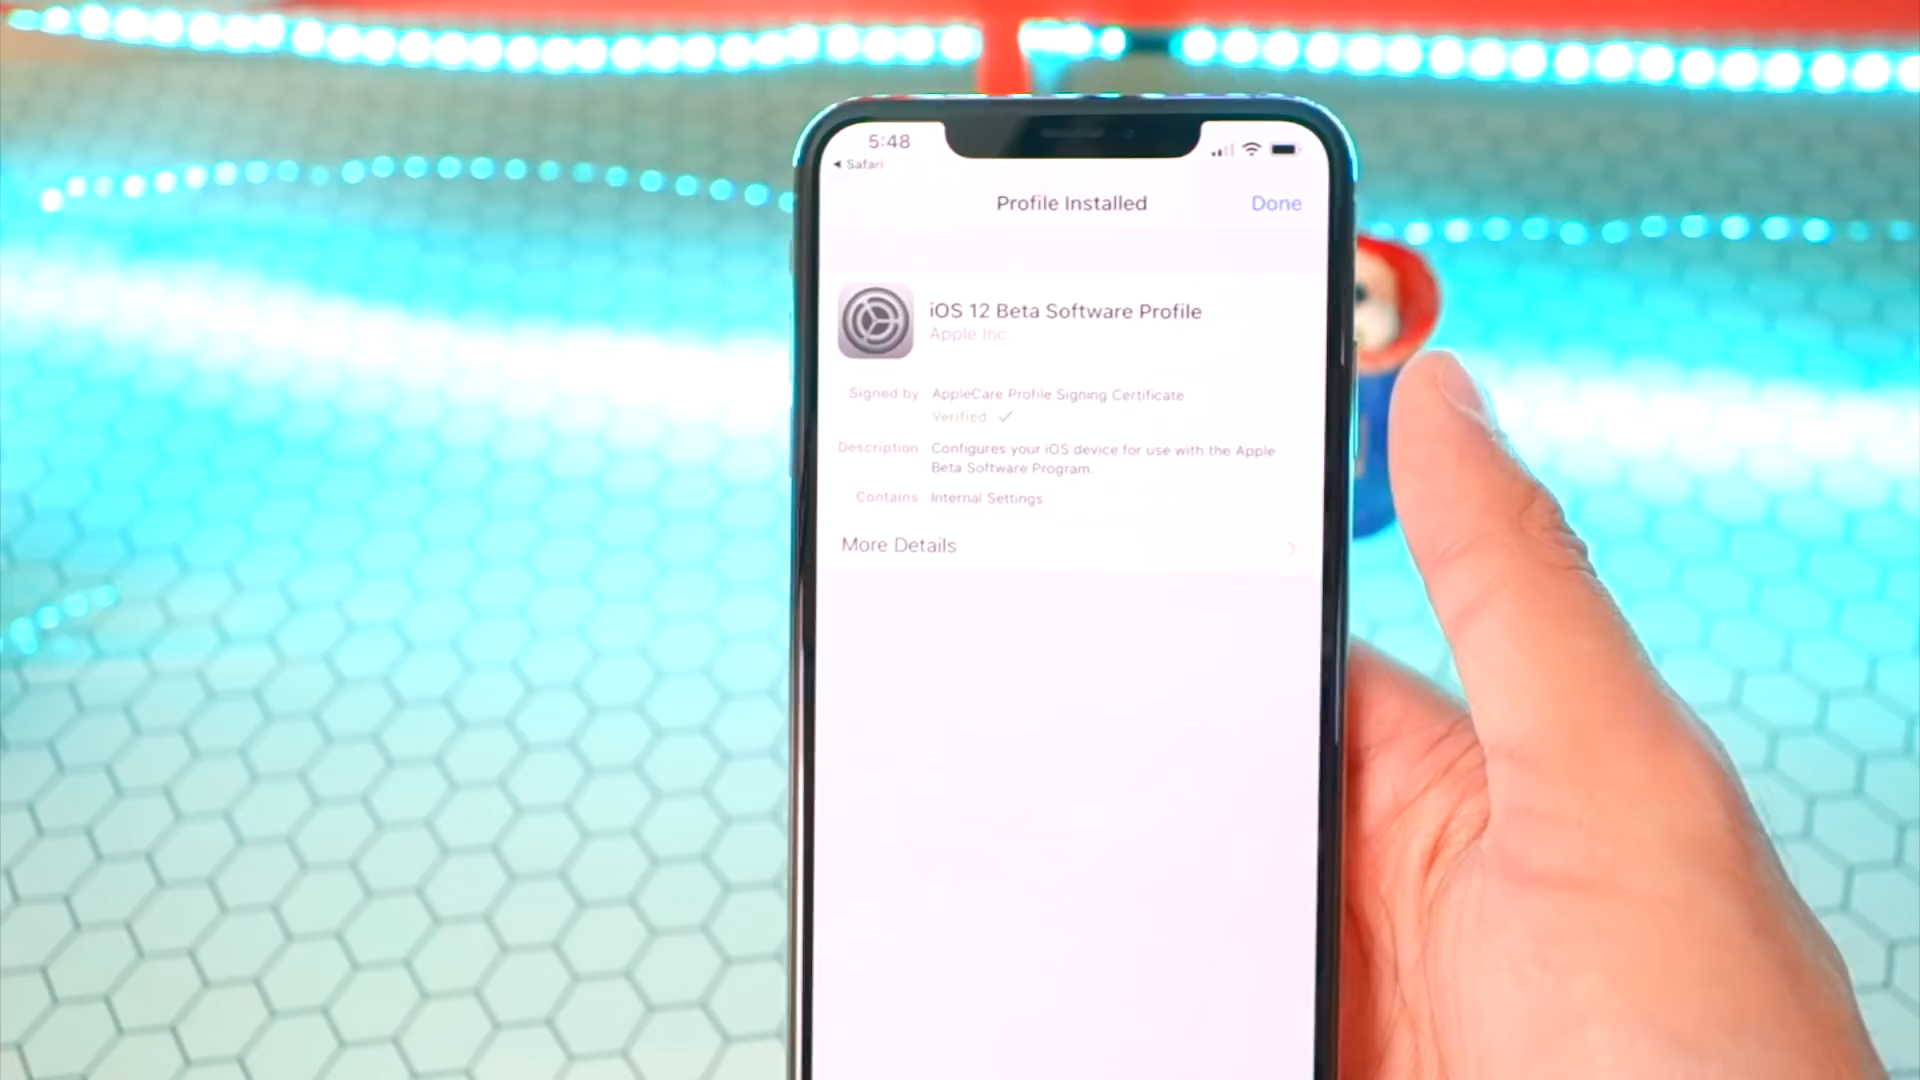 5:48
◂ Safari
Profile Installed
Done
iOS 12 Beta Software Profile
Apple Inc.
Signed by AppleCare Profile Signing Certificate
Verified ✓
Description Configures your iOS device for use with the Apple
Beta Software Program.
Contains Internal Settings
More Details